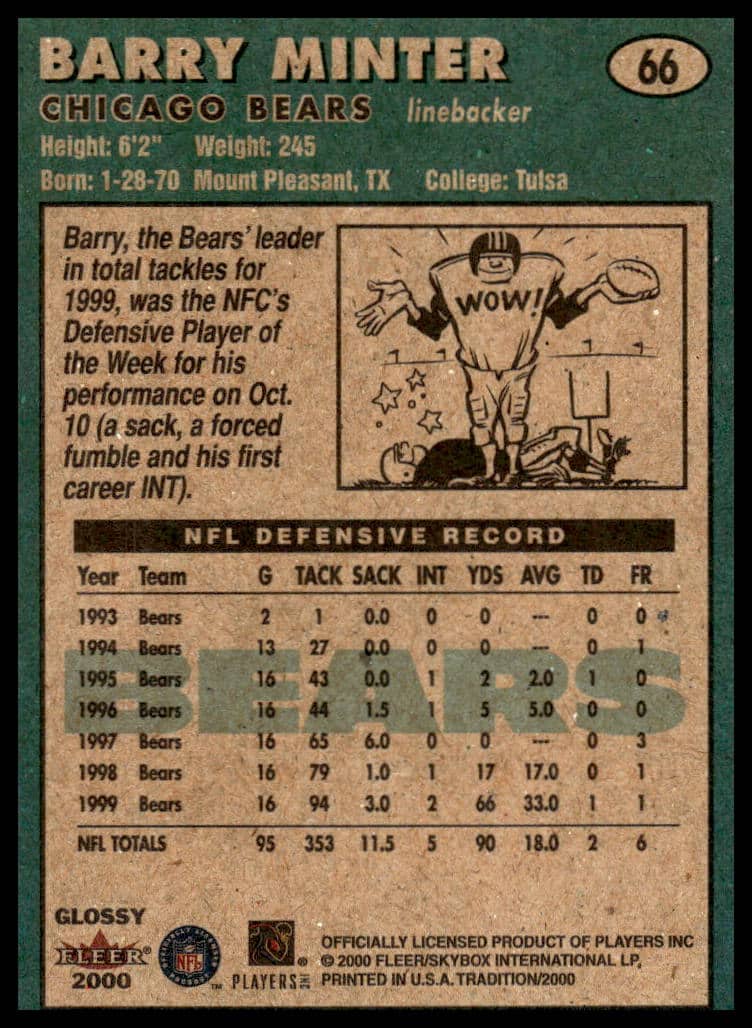 BARRY MINTER
66
CHICAGO BEARS linebacker
Height: 6'2" Weight: 245
Born: 1-28-70 Mount Pleasant, TX College: Tulsa
Barry, the Bears' leader
in total tackles for
1999, was the NFC's
Defensive Player of
the Week for his
performance on Oct.
10 (a sack, a forced
fumble and his first
career INT).
WOW!
NFL DEFENSIVE RECORD
Year Team G TACK SACK INT YDS AVG TD FR
1993 Bears 2 1 0.0 0 0 --- 0 0
1994 Bears 13 27 0.0 0 0 --- 0 1
1995 Bears 16 43 0.0 1 2 2.0 1 0
1996 Bears 16 44 1.5 1 5 5.0 0 0
1997 Bears 16 65 6.0 0 0 --- 0 3
1998 Bears 16 79 1.0 1 17 17.0 0 1
1999 Bears 16 94 3.0 2 66 33.0 1 1
NFL TOTALS 95 353 11.5 5 90 18.0 2 6
BEARS
GLOSSY
FLEER
2000
NFL
™
PLAYERS INC
®
OFFICIALLY LICENSED PRODUCT OF PLAYERS INC
© 2000 FLEER/SKYBOX INTERNATIONAL LP,
PRINTED IN U.S.A. TRADITION/2000